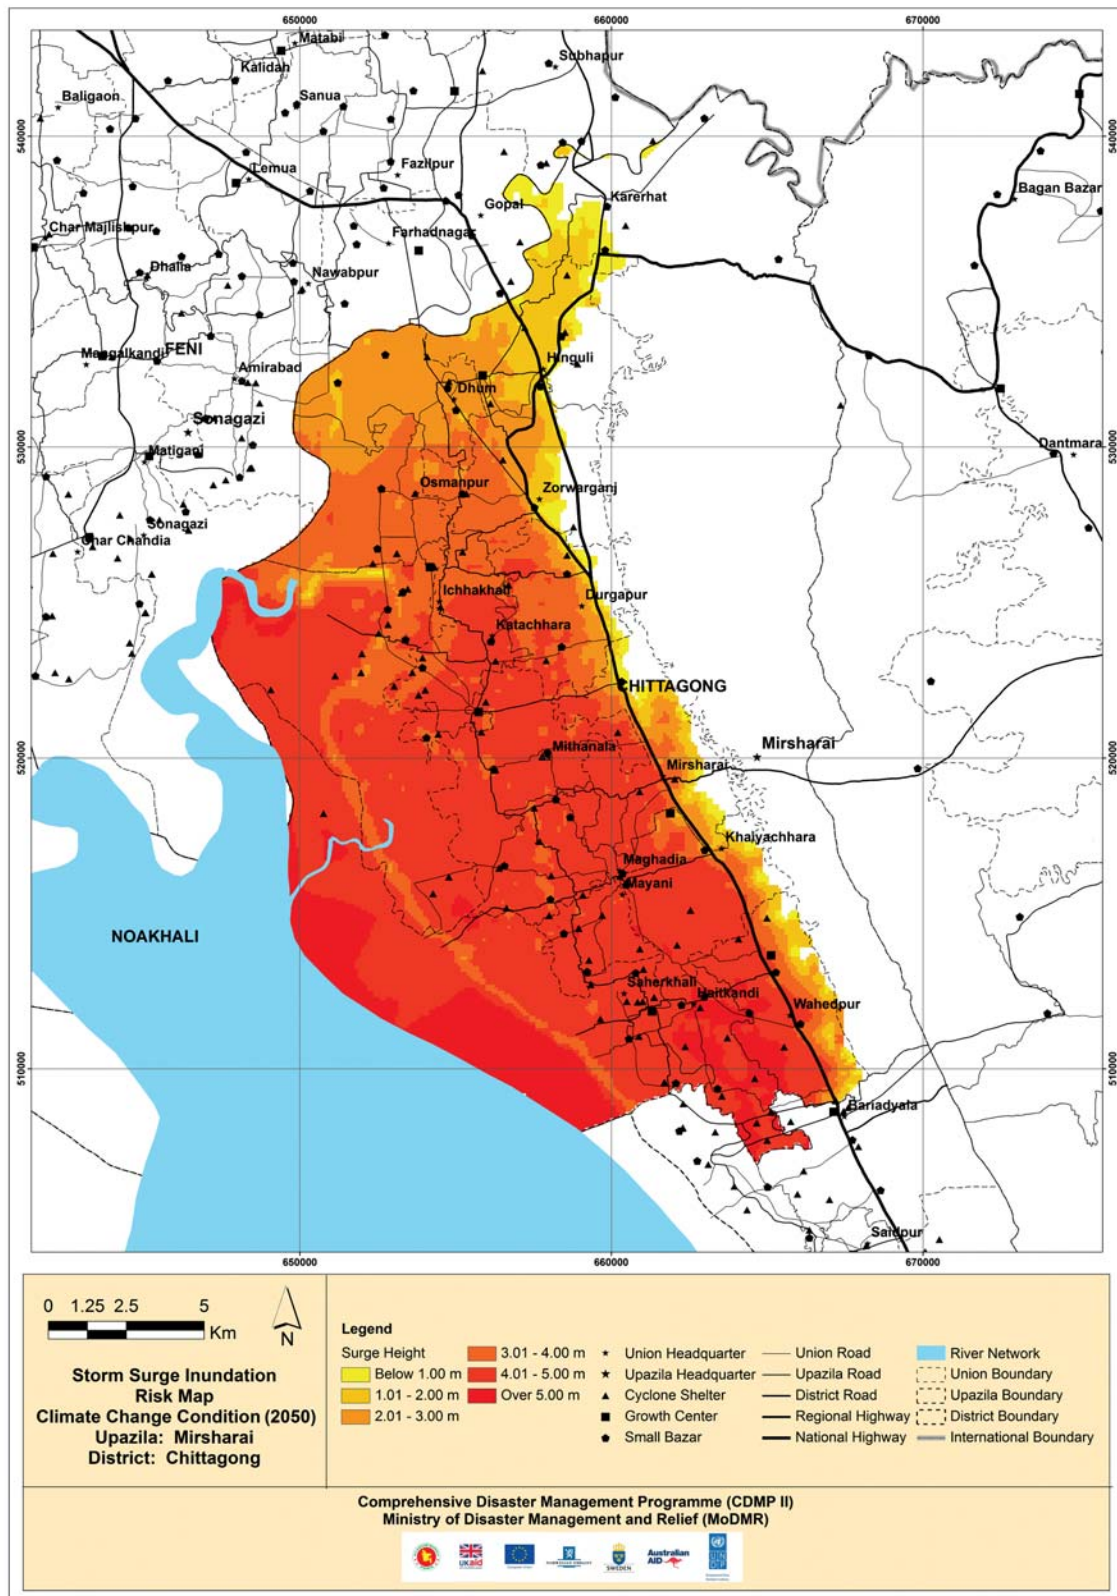 650000 660000 670000
Matabi
Subhapur
Kalidah
Baligaon
Sanua
540000 540000
Lemua
Fazilpur
Bagan Bazar
Karerhat
Gopal
Char Majlishpur
Farhadnagar
Dhalia
Nawabpur
FENI
Mangalkandi
Hinguli
Amirabad
Dhum
Sonagazi
530000 530000
Dantmara
Matiganj
Osmanpur
Zorwarganj
Sonagazi
Char Chandia
Ichhakhali
Durgapur
Katachhara
CHITTAGONG
Mithanala
Mirsharai
520000 520000
Mirsharai
Khaiyachhara
Maghadia
Mayani
NOAKHALI
Saherkhali
Haitkandi
Wahedpur
510000 510000
Bariadyala
Saidpur
650000 660000 670000
0 1.25 2.5 5
Km
N
Storm Surge Inundation
Risk Map
Climate Change Condition (2050)
Upazila: Mirsharai
District: Chittagong
Legend
Surge Height
Below 1.00 m
1.01 - 2.00 m
2.01 - 3.00 m
3.01 - 4.00 m
4.01 - 5.00 m
Over 5.00 m
Union Headquarter
Upazila Headquarter
Cyclone Shelter
Growth Center
Small Bazar
Union Road
Upazila Road
District Road
Regional Highway
National Highway
River Network
Union Boundary
Upazila Boundary
District Boundary
International Boundary
Comprehensive Disaster Management Programme (CDMP II)
Ministry of Disaster Management and Relief (MoDMR)
UKaid
SWEDEN
Australian
AID
UNDP